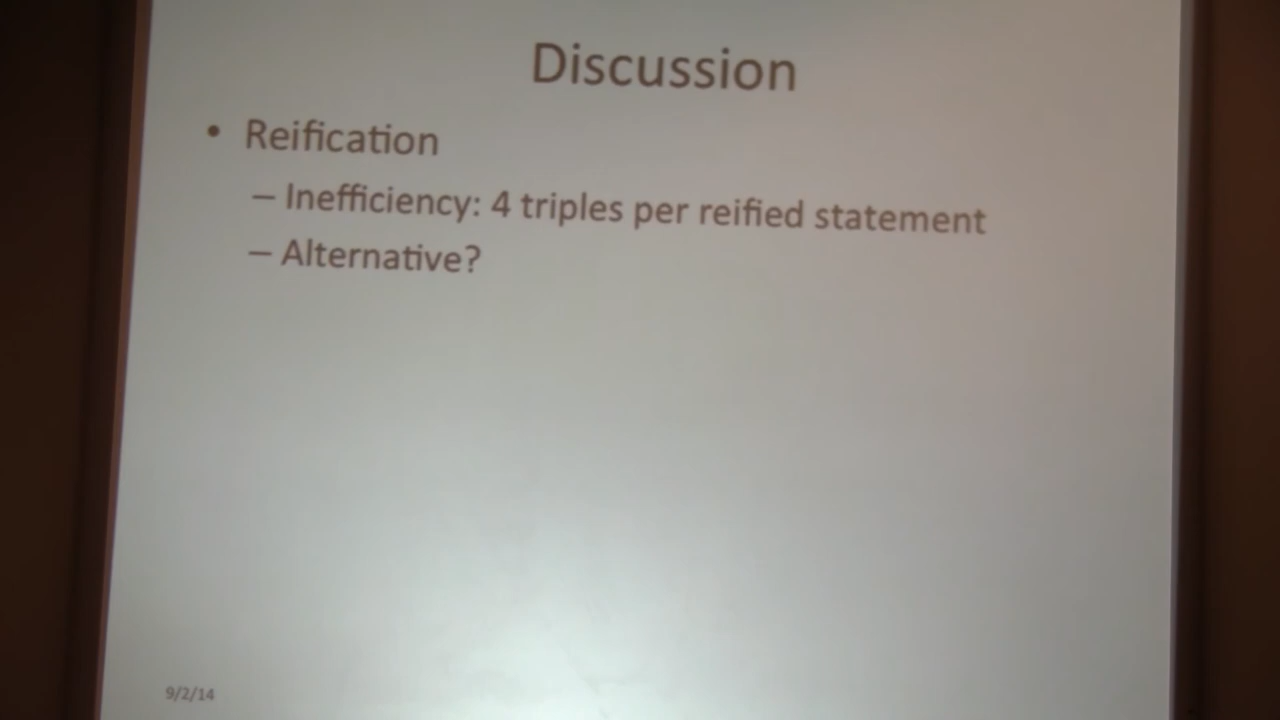 Discussion
• Reification
– Inefficiency: 4 triples per reified statement
– Alternative?
9/2/14